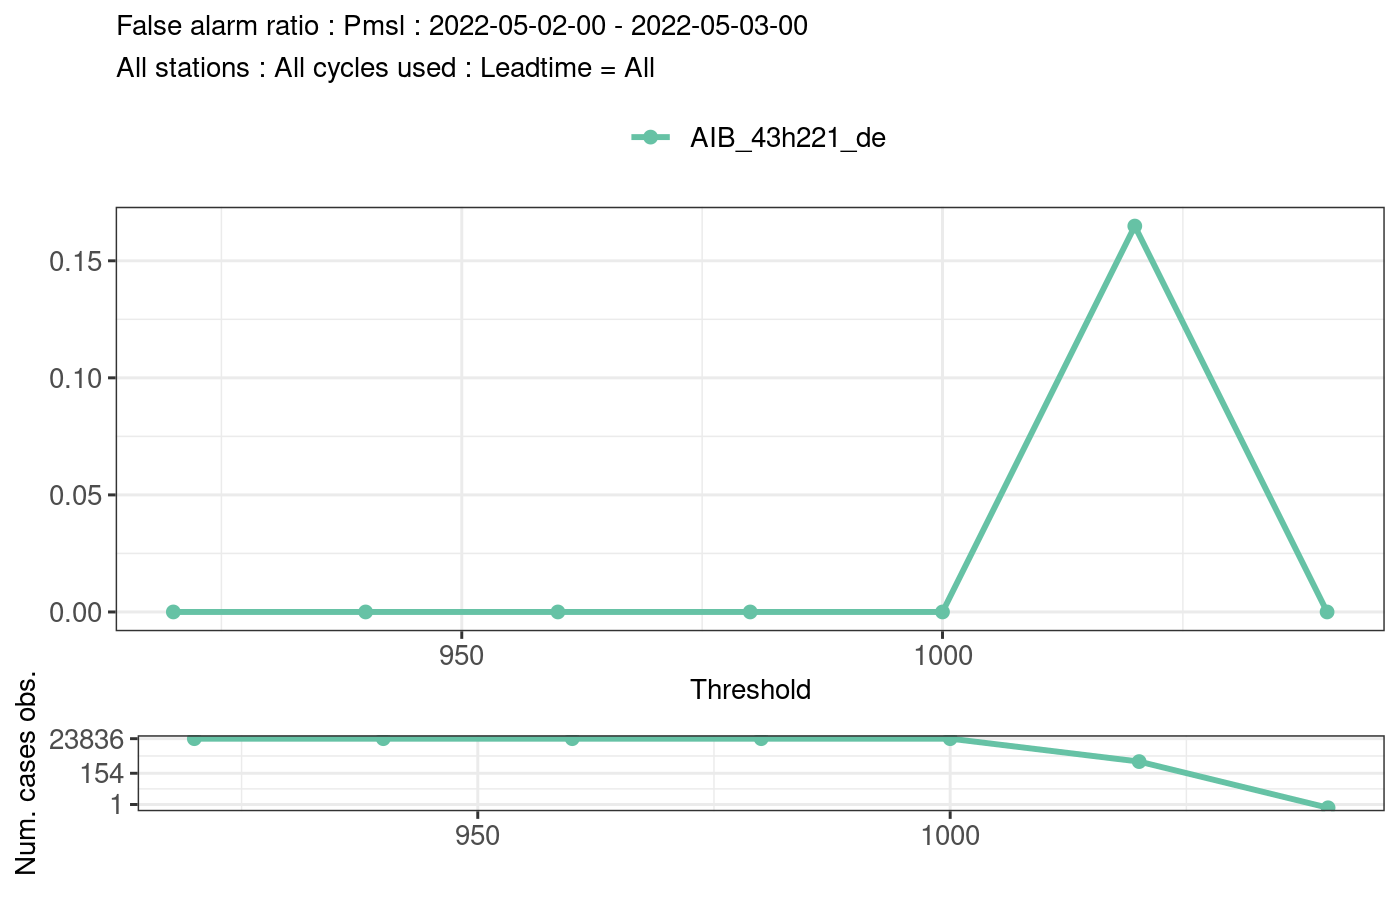 False alarm ratio : Pmsl : 2022-05-02-00 - 2022-05-03-00
All stations : All cycles used : Leadtime = All
AIB_43h221_de
0.15
0.10
0.05
0.00
950 1000
Threshold
Num. cases obs.
23836
154
1
950 1000